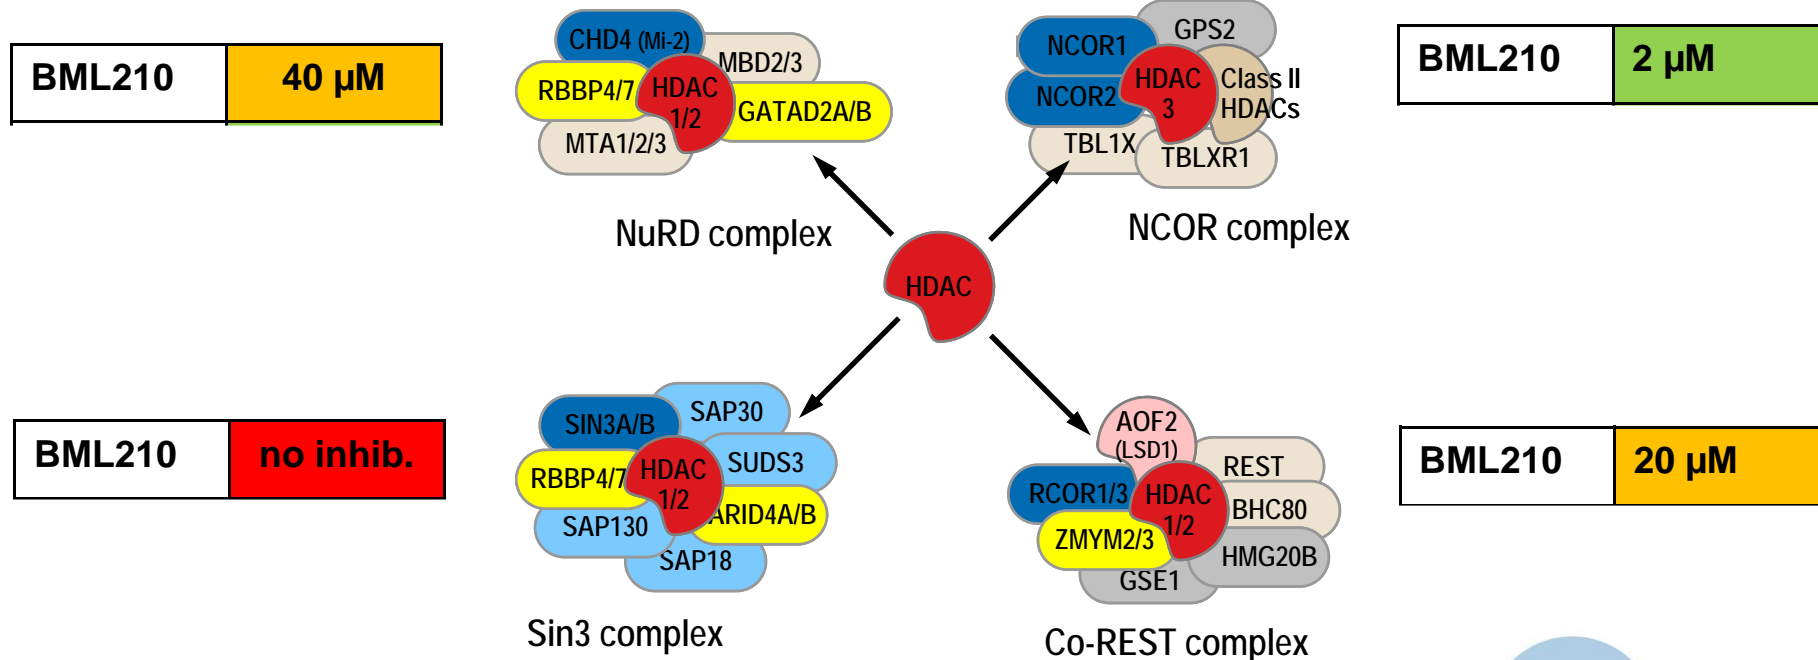 BML210 40 µM
CHD4 (Mi-2)
MBD2/3
RBBP4/7
HDAC
1/2
GATAD2A/B
MTA1/2/3
NuRD complex
GPS2
NCOR1
HDAC
3
Class II
HDACs
NCOR2
TBL1X
TBLXR1
NCOR complex
BML210 2 µM
HDAC
BML210 no inhib.
SAP30
SIN3A/B
SUDS3
HDAC
1/2
RBBP4/7
ARID4A/B
SAP130
SAP18
Sin3 complex
AOF2
(LSD1)
REST
RCOR1/3
HDAC
1/2
BHC80
ZMYM2/3
HMG20B
GSE1
Co-REST complex
BML210 20 µM